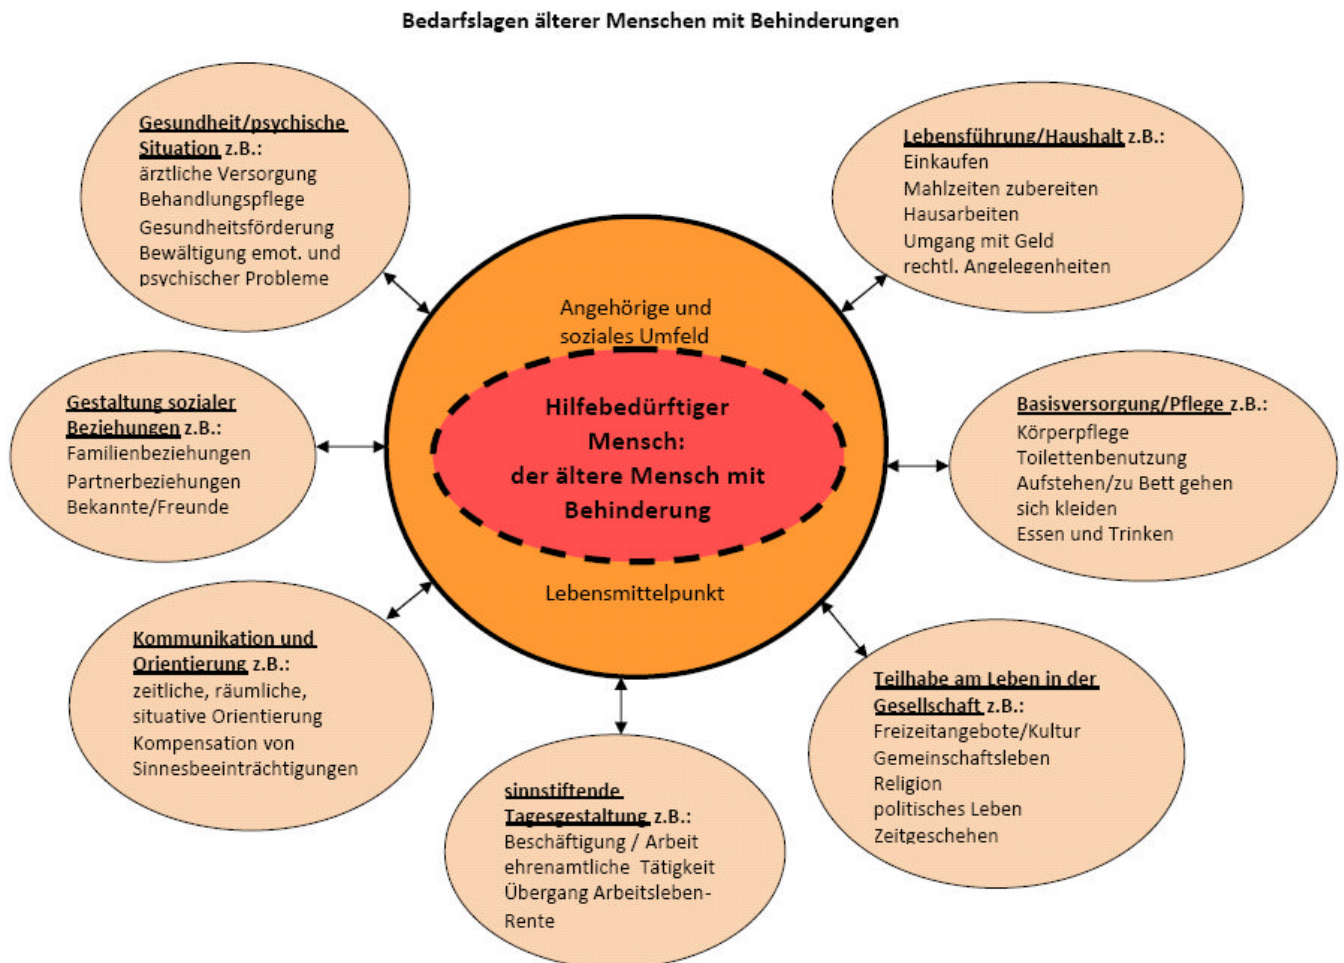 Bedarfslagen älterer Menschen mit Behinderungen
Gesundheit/psychische
Situation z.B.:
ärztliche Versorgung
Behandlungspflege
Gesundheitsförderung
Bewältigung emot. und
psychischer Probleme
Lebensführung/Haushalt z.B.:
Einkaufen
Mahlzeiten zubereiten
Hausarbeiten
Umgang mit Geld
rechtl. Angelegenheiten
Angehörige und
soziales Umfeld
Hilfebedürftiger
Mensch:
der ältere Mensch mit
Behinderung
Lebensmittelpunkt
Gestaltung sozialer
Beziehungen z.B.:
Familienbeziehungen
Partnerbeziehungen
Bekannte/Freunde
Basisversorgung/Pflege z.B.:
Körperpflege
Toilettenbenutzung
Aufstehen/zu Bett gehen
sich kleiden
Essen und Trinken
Kommunikation und
Orientierung z.B.:
zeitliche, räumliche,
situative Orientierung
Kompensation von
Sinnesbeeinträchtigungen
sinnstiftende
Tagesgestaltung z.B.:
Beschäftigung / Arbeit
ehrenamtliche Tätigkeit
Übergang Arbeitsleben-
Rente
Teilhabe am Leben in der
Gesellschaft z.B.:
Freizeitangebote/Kultur
Gemeinschaftsleben
Religion
politisches Leben
Zeitgeschehen